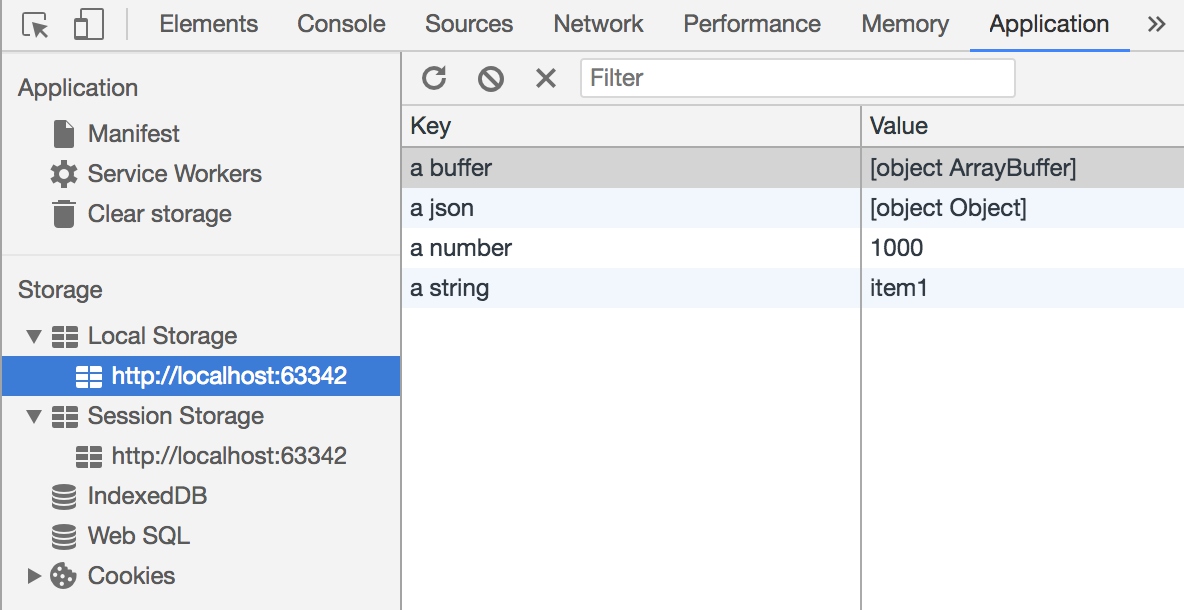 Elements Console Sources Network Performance Memory Application »
Application
Manifest
Service Workers
Clear storage
Storage
Local Storage
http://localhost:63342
Session Storage
http://localhost:63342
IndexedDB
Web SQL
Cookies
Filter
Key Value
a buffer [object ArrayBuffer]
a json [object Object]
a number 1000
a string item1